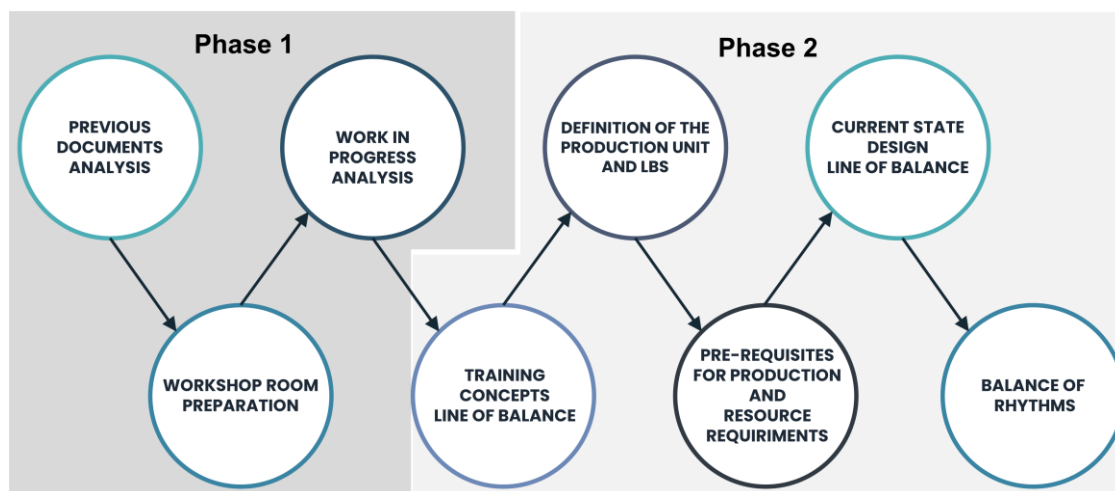 Phase 1
PREVIOUS
DOCUMENTS
ANALYSIS
WORKSHOP ROOM
PREPARATION
WORK IN
PROGRESS
ANALYSIS
Phase 2
TRAINING
CONCEPTS
LINE OF BALANCE
DEFINITION OF THE
PRODUCTION UNIT
AND LBS
PRE-REQUISITES
FOR PRODUCTION
AND
RESOURCE
REQUIRIMENTS
CURRENT STATE
DESIGN
LINE OF BALANCE
BALANCE OF
RHYTHMS